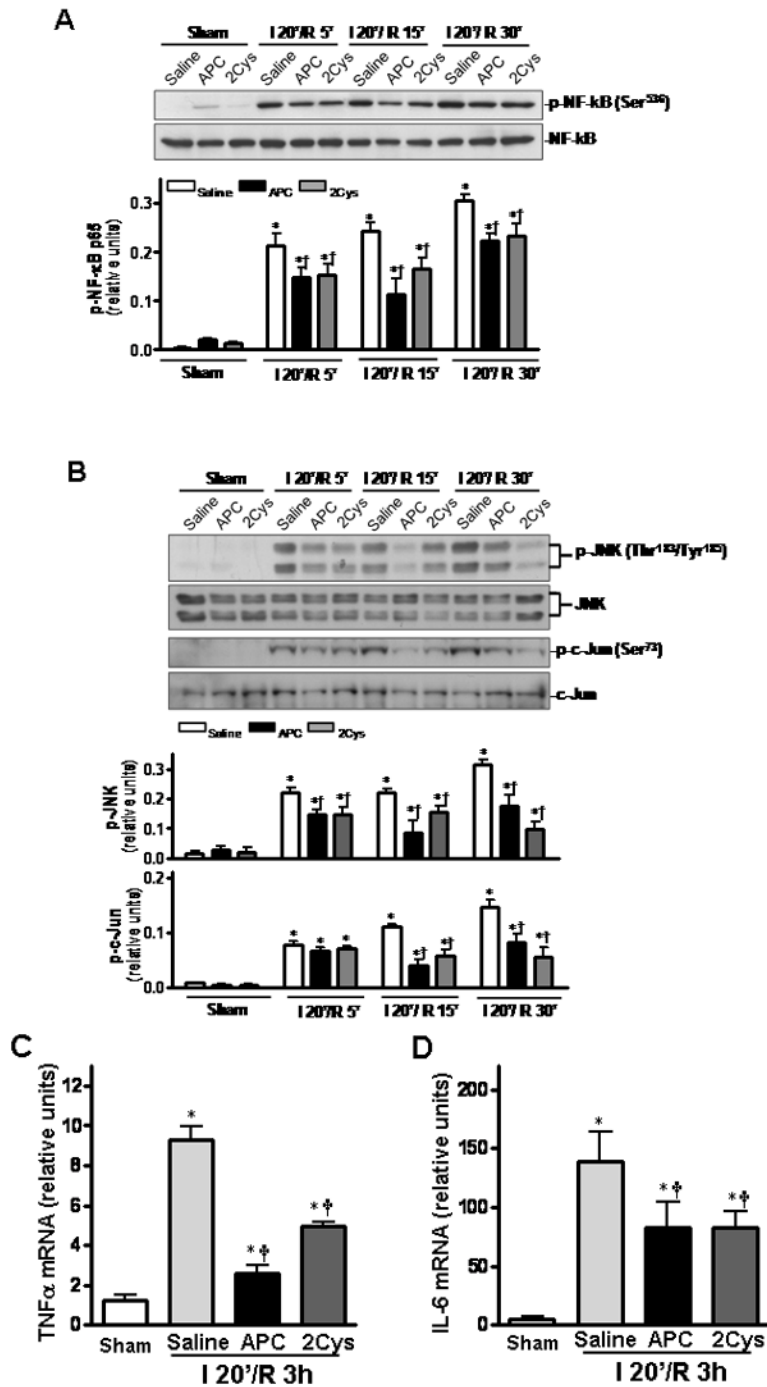 A
Sham I 20'/R 5' I 20'/ R 15' I 20'/ R 30'
Saline APC 2Cys Saline APC 2Cys Saline APC 2Cys Saline APC 2Cys
-p-NF-kB (Ser536)
-NF-kB
Saline APC 2Cys
p-NF-κB p65
(relative units)
0.3
0.2
0.1
0.0
* *† *† * *† *† * *† *†
Sham I 20'/R 5' I 20'/ R 15' I 20'/ R 30'
B
Sham I 20'/R 5' I 20'/ R 15' I 20'/ R 30'
Saline APC 2Cys Saline APC 2Cys Saline APC 2Cys Saline APC 2Cys
p-JNK (Thr183/Tyr185)
JNK
-p-c-Jun (Ser73)
-c-Jun
Saline APC 2Cys
p-JNK
(relative units)
0.3
0.2
0.1
0.0
* *† *† * *† *† * *† *†
p-c-Jun
(relative units)
0.2
0.1
0.0
* * * * *† *† * *† *†
Sham I 20'/R 5' I 20'/ R 15' I 20'/ R 30'
C
TNFα mRNA (relative units)
12
10
8
6
4
2
0
* *✙ *✙
Sham Saline APC 2Cys
I 20'/R 3h
D
IL-6 mRNA (relative units)
200
150
100
50
0
* *✙ *✙
Sham Saline APC 2Cys
I 20'/R 3h